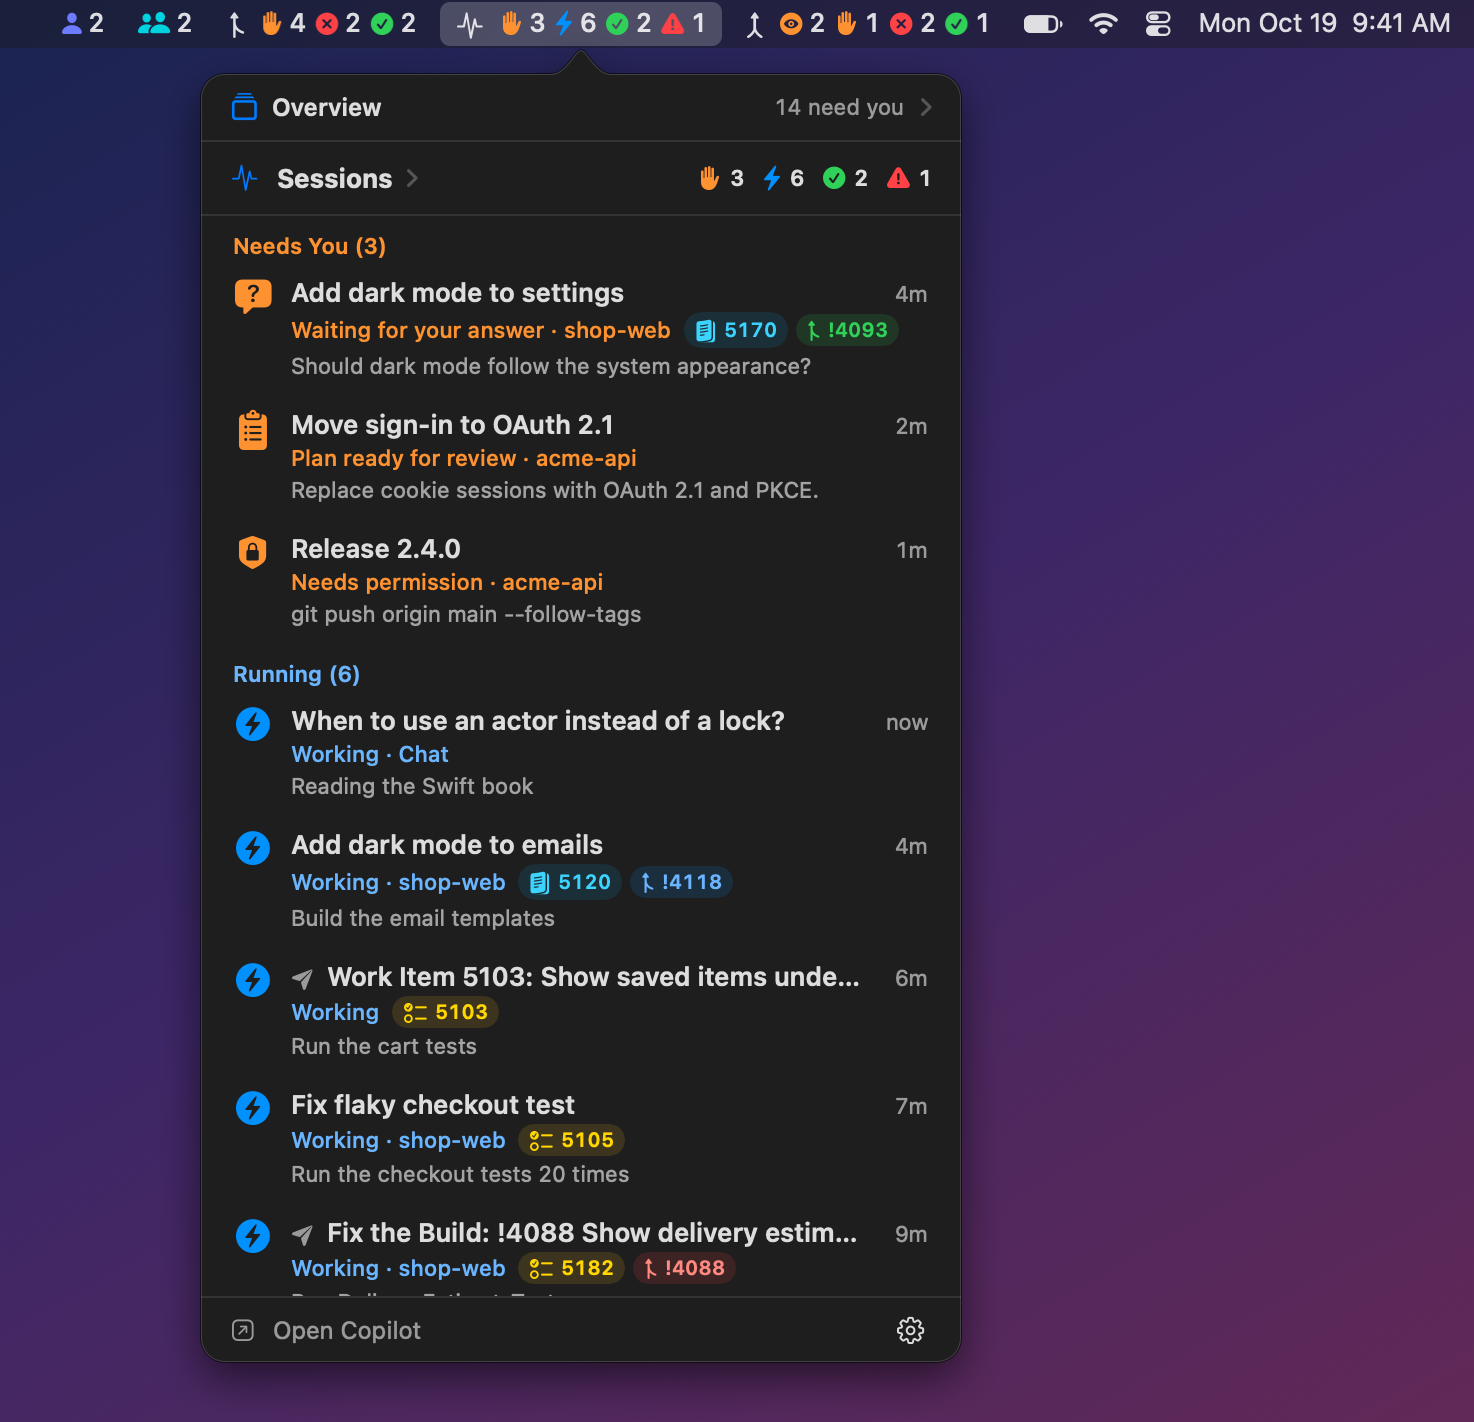 2 2 4 2 2 3 6 2 1 2 1 2 1 Mon Oct 19 9:41 AM
Overview 14 need you
Sessions 3 6 2 1
Needs You (3)
Add dark mode to settings 4m
Waiting for your answer · shop-web 5170 !4093
Should dark mode follow the system appearance?
Move sign-in to OAuth 2.1 2m
Plan ready for review · acme-api
Replace cookie sessions with OAuth 2.1 and PKCE.
Release 2.4.0 1m
Needs permission · acme-api
git push origin main --follow-tags
Running (6)
When to use an actor instead of a lock? now
Working · Chat
Reading the Swift book
Add dark mode to emails 4m
Working · shop-web 5120 !4118
Build the email templates
Work Item 5103: Show saved items unde... 6m
Working 5103
Run the cart tests
Fix flaky checkout test 7m
Working · shop-web 5105
Run the checkout tests 20 times
Fix the Build: !4088 Show delivery estim... 9m
Working · shop-web 5182 !4088
Open Copilot